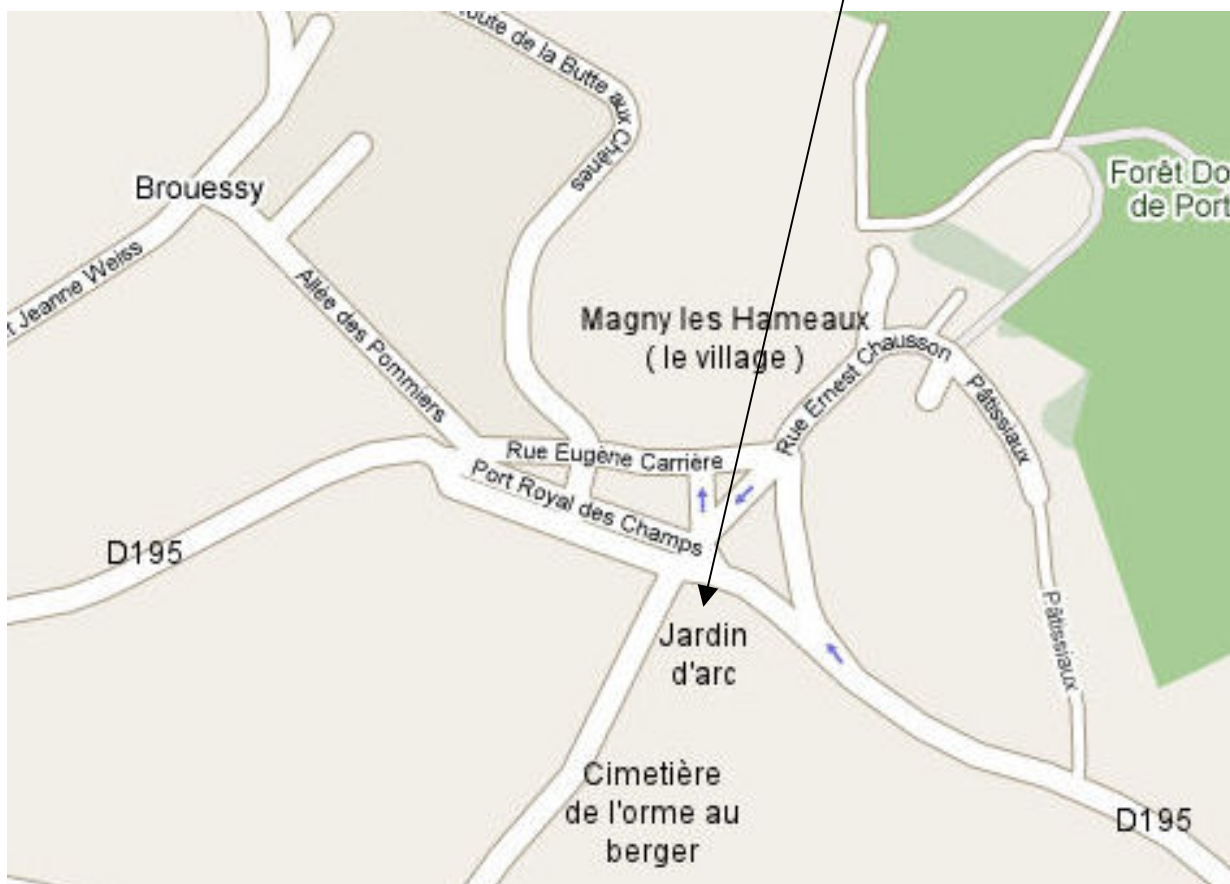 oute de la Butte aux Chênes
Brouessy
Forêt Do
de Port
t Jeanne Weiss
Allée des Pommiers
Magny les Hameaux
( le village )
Rue Ernest Chausson
Pâtissiaux
Rue Eugène Carrière
Port Royal des Champs
D195
Pâtissiaux
Jardin
d'arc
Cimetière
de l'orme au
berger
D195